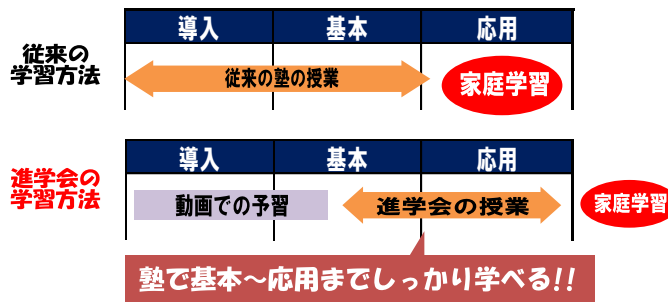 導入 基本 応用
従来の
学習方法
従来の塾の授業
家庭学習
導入 基本 応用
進学会の
学習方法
動画での予習
進学会の授業
家庭学習
塾で基本～応用までしっかり学べる!!